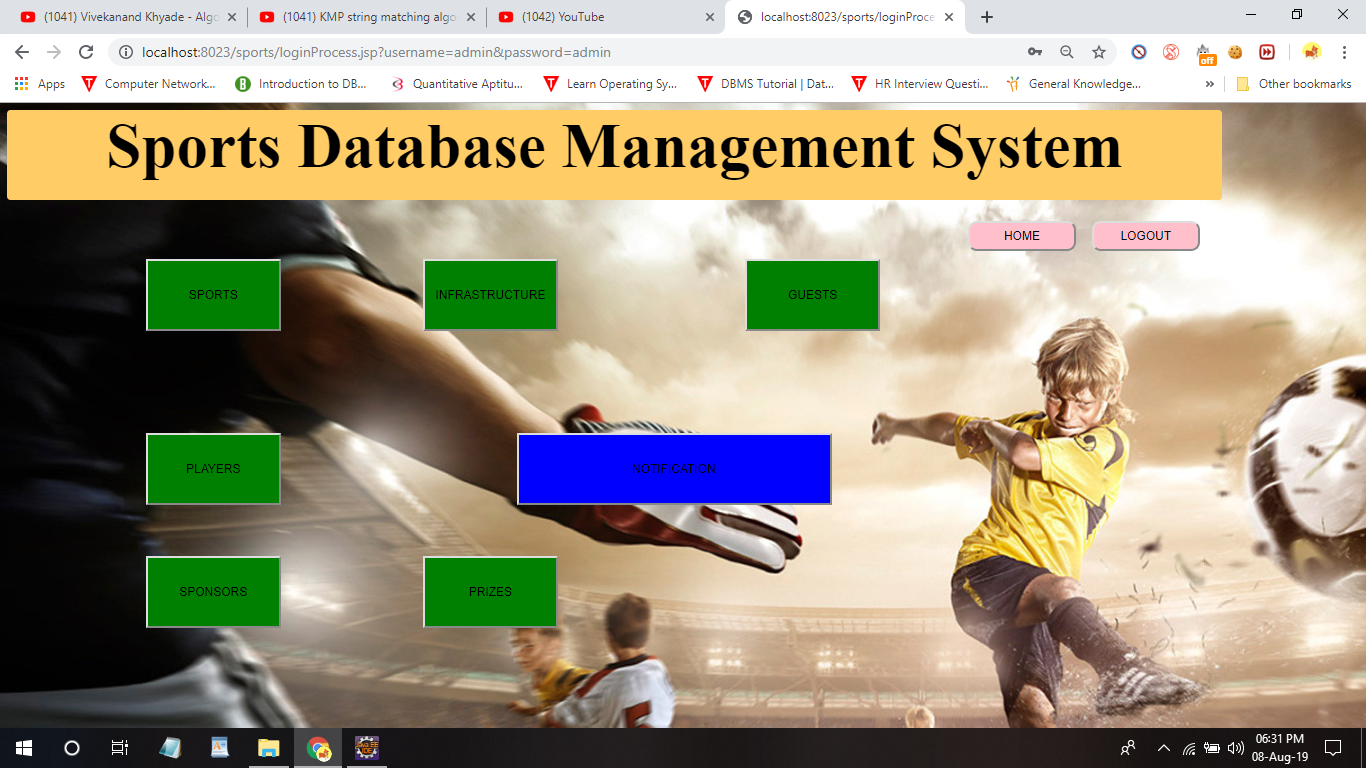 (1041) Vivekanand Khyade - Algo
(1041) KMP string matching algo
(1042) YouTube
localhost:8023/sports/loginProce
localhost:8023/sports/loginProcess.jsp?username=admin&password=admin
off
Apps
Computer Network...
Introduction to DB...
Quantitative Aptitu...
Learn Operating Sy...
DBMS Tutorial | Dat...
HR Interview Questi...
General Knowledge...
»
Other bookmarks
Sports Database Management System
HOME
LOGOUT
SPORTS
INFRASTRUCTURE
GUESTS
PLAYERS
NOTIFICATION
SPONSORS
PRIZES
Java EE
IDE
06:31 PM
08-Aug-19